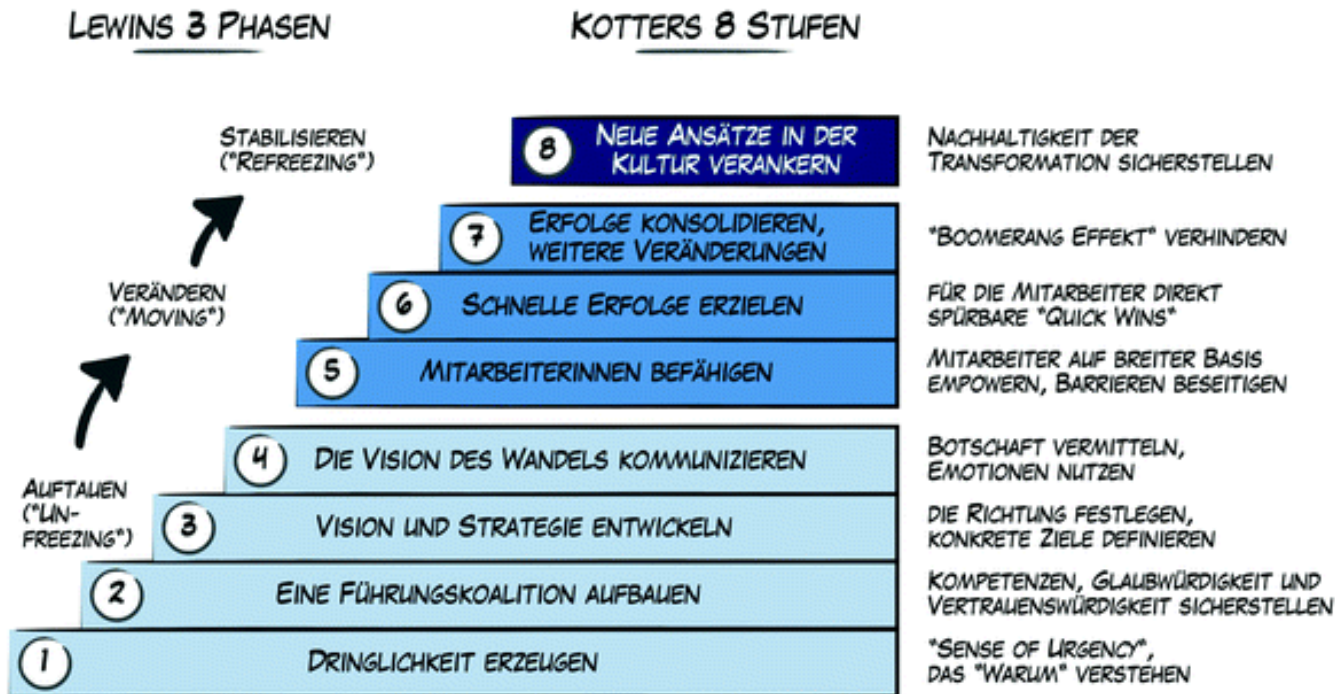 LEWINS 3 PHASEN
KOTTERS 8 STUFEN
STABILISIEREN
("REFREEZING")
8
NEUE ANSÄTZE IN DER
KULTUR VERANKERN
NACHHALTIGKEIT DER
TRANSFORMATION SICHERSTELLEN
7
ERFOLGE KONSOLIDIEREN,
WEITERE VERÄNDERUNGEN
"BOOMERANG EFFEKT" VERHINDERN
VERÄNDERN
("MOVING")
6
SCHNELLE ERFOLGE ERZIELEN
FÜR DIE MITARBEITER DIREKT
SPÜRBARE "QUICK WINS"
5
MITARBEITERINNEN BEFÄHIGEN
MITARBEITER AUF BREITER BASIS
EMPOWERN, BARRIEREN BESEITIGEN
4
DIE VISION DES WANDELS KOMMUNIZIEREN
BOTSCHAFT VERMITTELN,
EMOTIONEN NUTZEN
AUFTAUEN
("UN-
FREEZING")
3
VISION UND STRATEGIE ENTWICKELN
DIE RICHTUNG FESTLEGEN,
KONKRETE ZIELE DEFINIEREN
2
EINE FÜHRUNGSKOALITION AUFBAUEN
KOMPETENZEN, GLAUBWÜRDIGKEIT UND
VERTRAUENSWÜRDIGKEIT SICHERSTELLEN
1
DRINGLICHKEIT ERZEUGEN
"SENSE OF URGENCY",
DAS "WARUM" VERSTEHEN